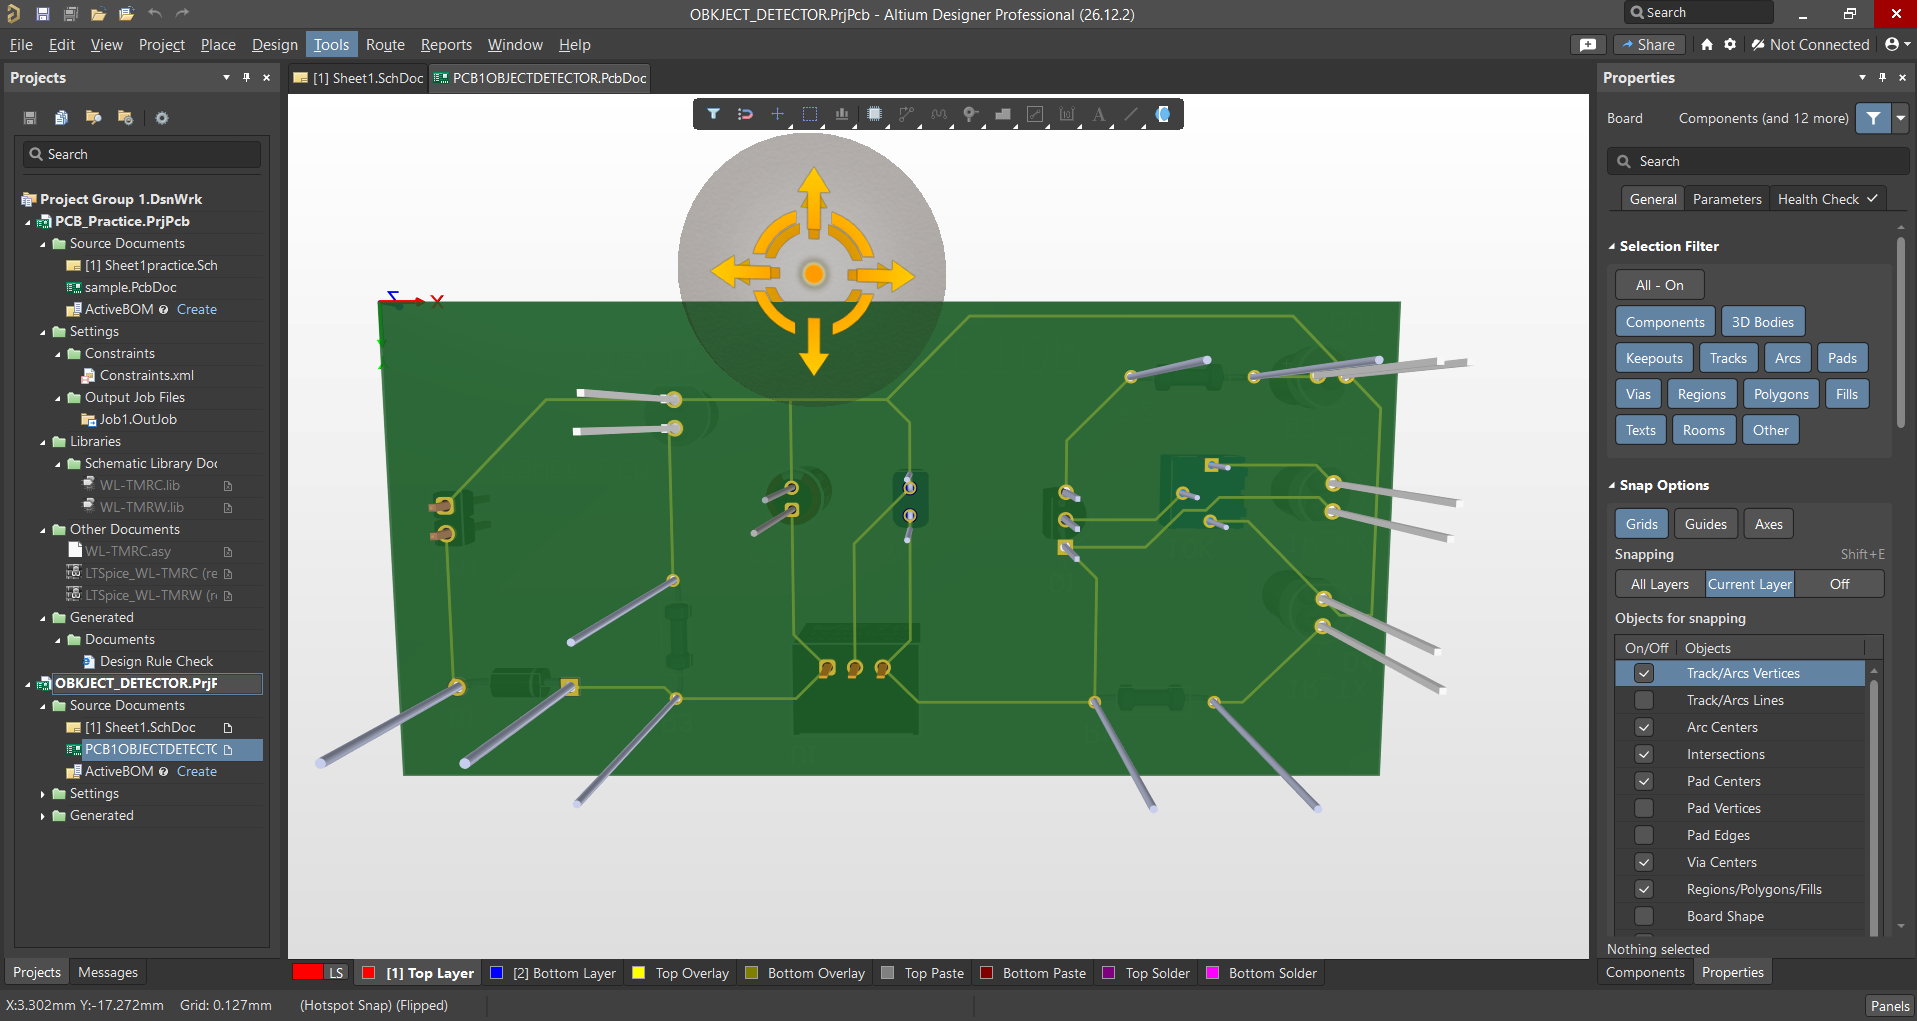 OBKJECT_DETECTOR.PrjPcb - Altium Designer Professional (26.12.2)
Search
File Edit View Project Place Design Tools Route Reports Window Help
Share
Not Connected
Projects
[1] Sheet1.SchDoc
PCB1OBJECTDETECTOR.PcbDoc
Properties
Search
Board Components (and 12 more)
Search
General Parameters Health Check
Project Group 1.DsnWrk
PCB_Practice.PrjPcb
Source Documents
[1] Sheet1practice.Sch
sample.PcbDoc
ActiveBOM Create
Settings
Constraints
Constraints.xml
Output Job Files
Job1.OutJob
Libraries
Schematic Library Doc
WL-TMRC.lib
WL-TMRW.lib
Other Documents
WL-TMRC.asy
LTSpice_WL-TMRC (re
LTSpice_WL-TMRW (re
Generated
Documents
Design Rule Check
OBKJECT_DETECTOR.PrjP
Source Documents
[1] Sheet1.SchDoc
PCB1OBJECTDETECTO
ActiveBOM Create
Settings
Generated
Z X
Selection Filter
All - On
Components 3D Bodies
Keepouts Tracks Arcs Pads
Vias Regions Polygons Fills
Texts Rooms Other
Snap Options
Grids Guides Axes
Snapping Shift+E
All Layers Current Layer Off
Objects for snapping
On/Off Objects
Track/Arcs Vertices
Track/Arcs Lines
Arc Centers
Intersections
Pad Centers
Pad Vertices
Pad Edges
Via Centers
Regions/Polygons/Fills
Board Shape
Nothing selected
Projects Messages
LS [1] Top Layer [2] Bottom Layer Top Overlay Bottom Overlay Top Paste Bottom Paste Top Solder Bottom Solder
Components Properties
X:3.302mm Y:-17.272mm Grid: 0.127mm (Hotspot Snap) (Flipped)
Panels